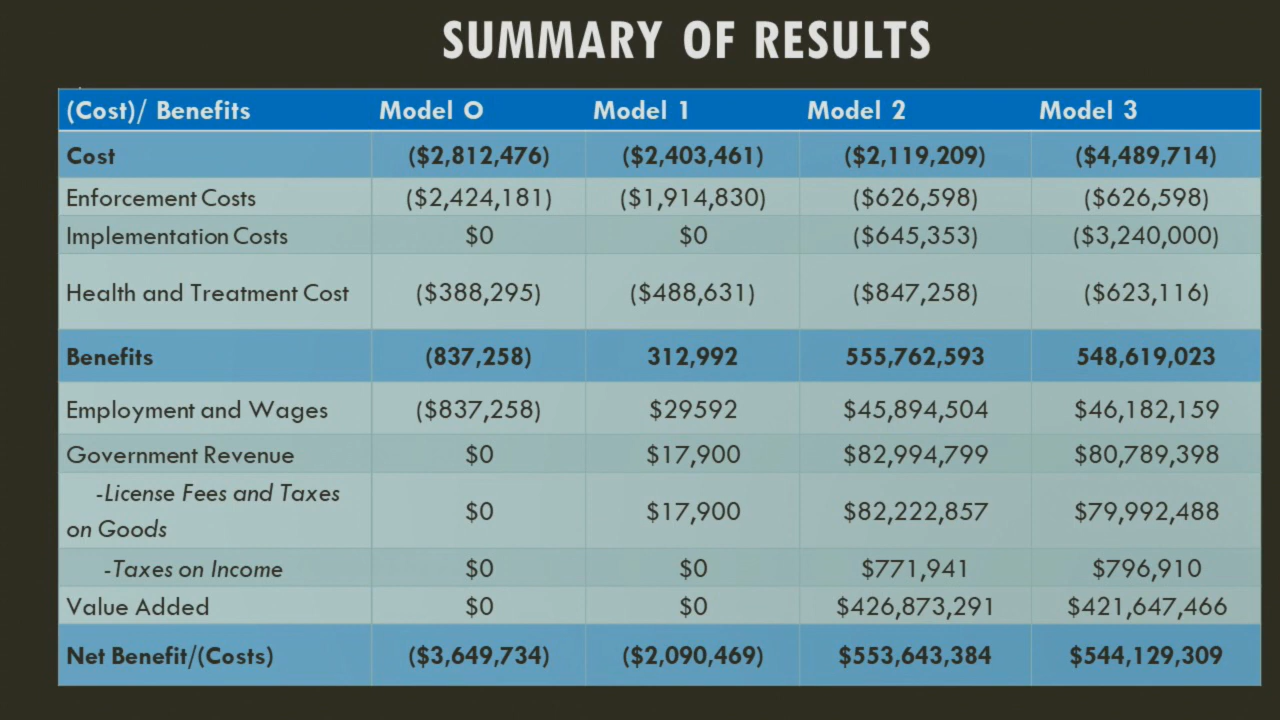 SUMMARY OF RESULTS
(Cost)/ Benefits Model O Model 1 Model 2 Model 3
Cost ($2,812,476) ($2,403,461) ($2,119,209) ($4,489,714)
Enforcement Costs ($2,424,181) ($1,914,830) ($626,598) ($626,598)
Implementation Costs $0 $0 ($645,353) ($3,240,000)
Health and Treatment Cost ($388,295) ($488,631) ($847,258) ($623,116)
Benefits (837,258) 312,992 555,762,593 548,619,023
Employment and Wages ($837,258) $29592 $45,894,504 $46,182,159
Government Revenue $0 $17,900 $82,994,799 $80,789,398
-License Fees and Taxes
on Goods $0 $17,900 $82,222,857 $79,992,488
-Taxes on Income $0 $0 $771,941 $796,910
Value Added $0 $0 $426,873,291 $421,647,466
Net Benefit/(Costs) ($3,649,734) ($2,090,469) $553,643,384 $544,129,309